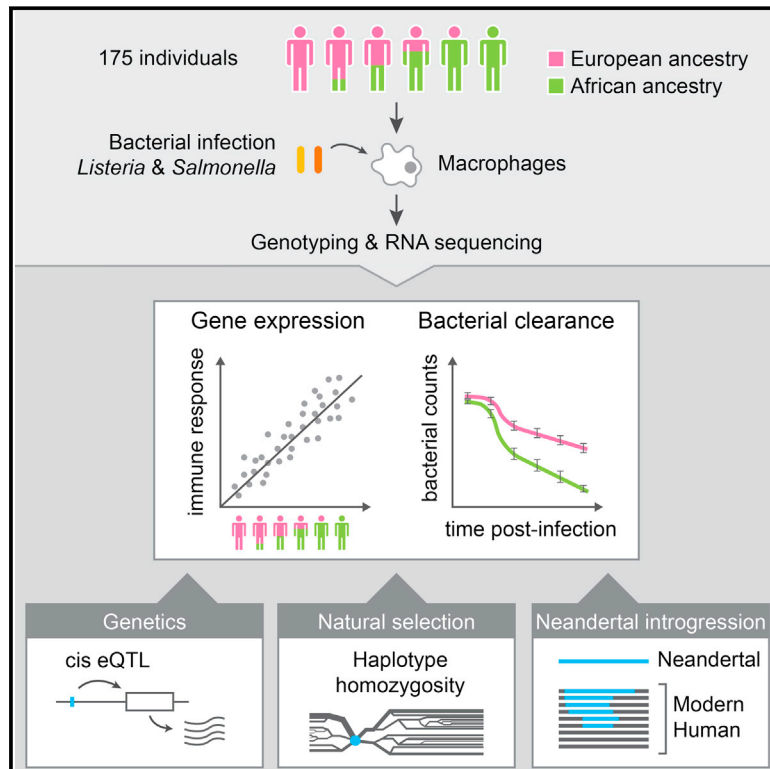 175 individuals
European ancestry
African ancestry
Bacterial infection
Listeria & Salmonella
Macrophages
Genotyping & RNA sequencing
Gene expression
immune response
Bacterial clearance
bacterial counts
time post-infection
Genetics
cis eQTL
Natural selection
Haplotype
homozygosity
Neandertal introgression
Neandertal
Modern
Human